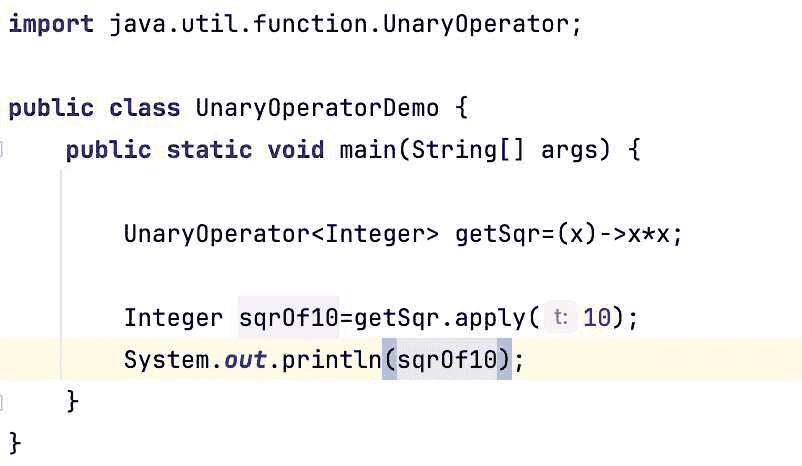 import java.util.function.UnaryOperator;
public class UnaryOperatorDemo {
public static void main(String[] args) {
UnaryOperator<Integer> getSqr=(x)->x*x;
Integer sqrOf10=getSqr.apply( t: 10);
System.out.println(sqrOf10);
}
}